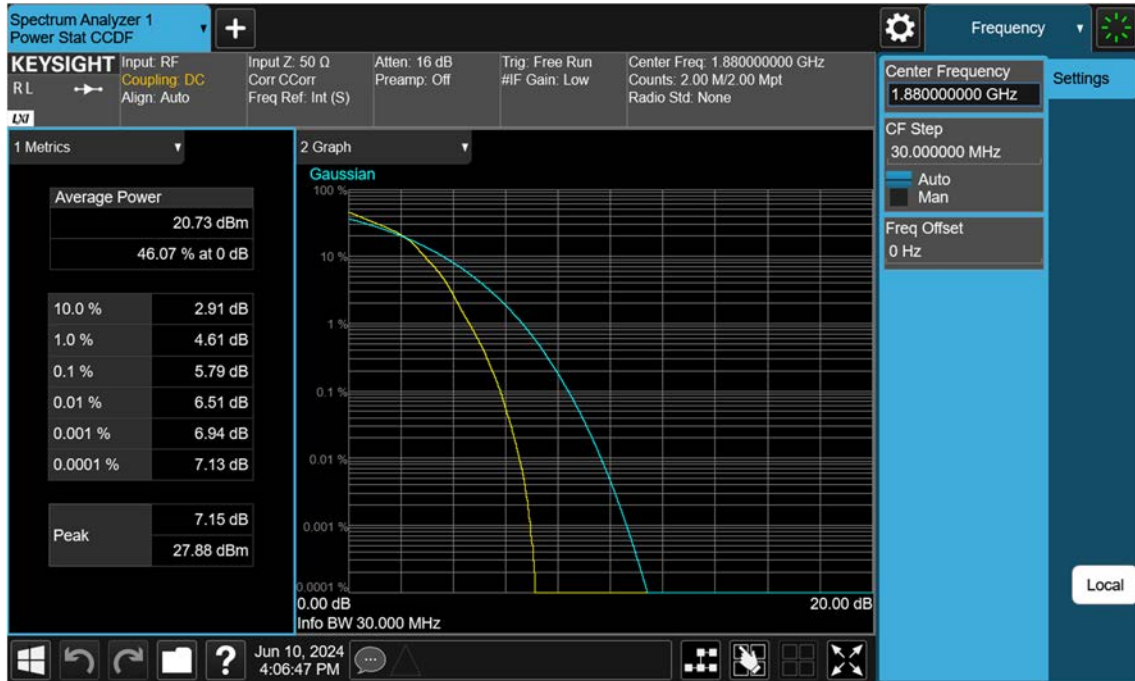 Spectrum Analyzer 1
Power Stat CCDF
Frequency
KEYSIGHT
R L
LXI
Input: RF
Coupling: DC
Align: Auto
Input Z: 50 Ω
Corr CCorr
Freq Ref: Int (S)
Atten: 16 dB
Preamp: Off
Trig: Free Run
#IF Gain: Low
Center Freq: 1.880000000 GHz
Counts: 2.00 M/2.00 Mpt
Radio Std: None
Center Frequency
1.880000000 GHz
Settings
CF Step
30.000000 MHz
Auto
Man
Freq Offset
0 Hz
1 Metrics
Average Power
20.73 dBm
46.07 % at 0 dB
10.0 % 2.91 dB
1.0 % 4.61 dB
0.1 % 5.79 dB
0.01 % 6.51 dB
0.001 % 6.94 dB
0.0001 % 7.13 dB
Peak
7.15 dB
27.88 dBm
2 Graph
Gaussian
100 %
10 %
1 %
0.1 %
0.01 %
0.001 %
0.0001 %
0.00 dB 20.00 dB
Info BW 30.000 MHz
Local
?
Jun 10, 2024
4:06:47 PM